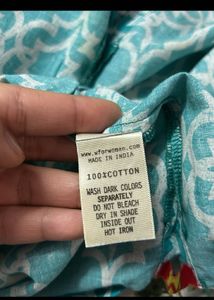 www.wforwoman.com
MADE IN INDIA
100%COTTON
WASH DARK COLORS
SEPARATELY
DO NOT BLEACH
DRY IN SHADE
INSIDE OUT
HOT IRON